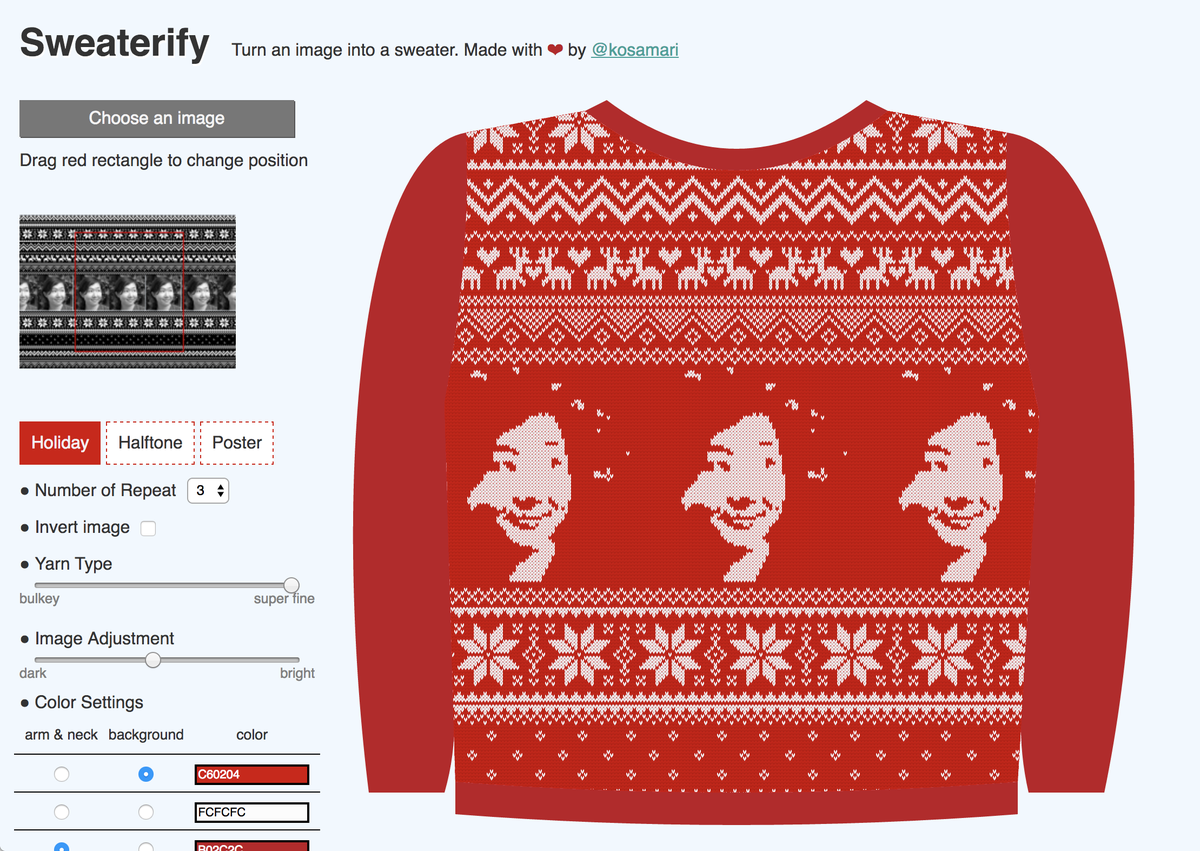 Sweaterify
Turn an image into a sweater. Made with ❤ by @kosamari
Choose an image
Drag red rectangle to change position
Holiday Halftone Poster
● Number of Repeat 3
● Invert image
● Yarn Type
bulkey super fine
● Image Adjustment
dark bright
● Color Settings
arm & neck background color
C60204
FCFCFC
B02C2C